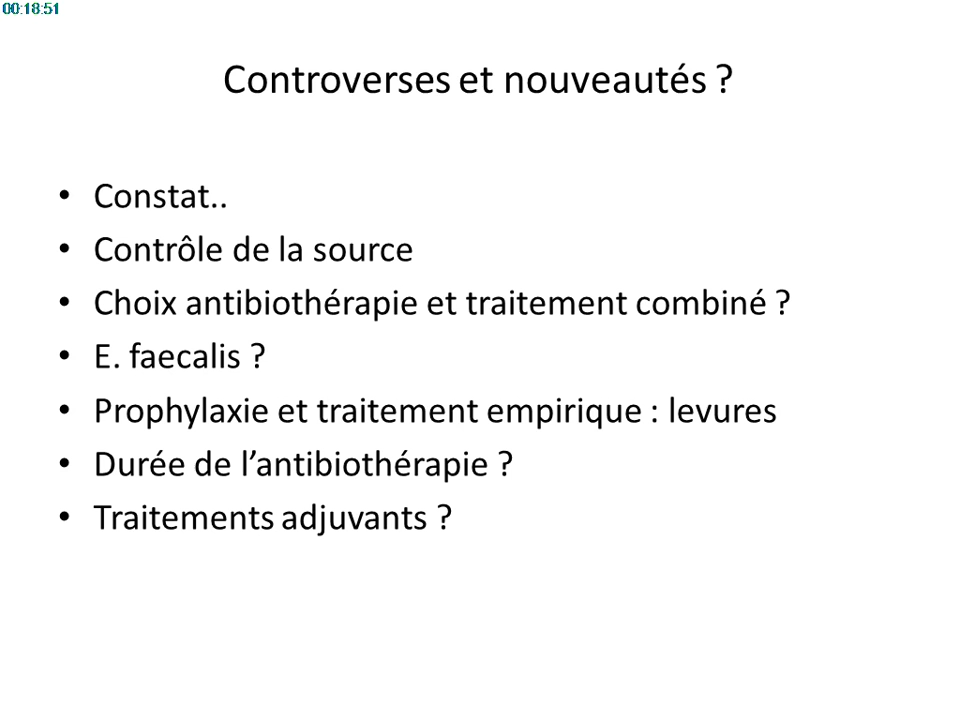 00:18:51
Controverses et nouveautés ?
• Constat..
• Contrôle de la source
• Choix antibiothérapie et traitement combiné ?
• E. faecalis ?
• Prophylaxie et traitement empirique : levures
• Durée de l’antibiothérapie ?
• Traitements adjuvants ?